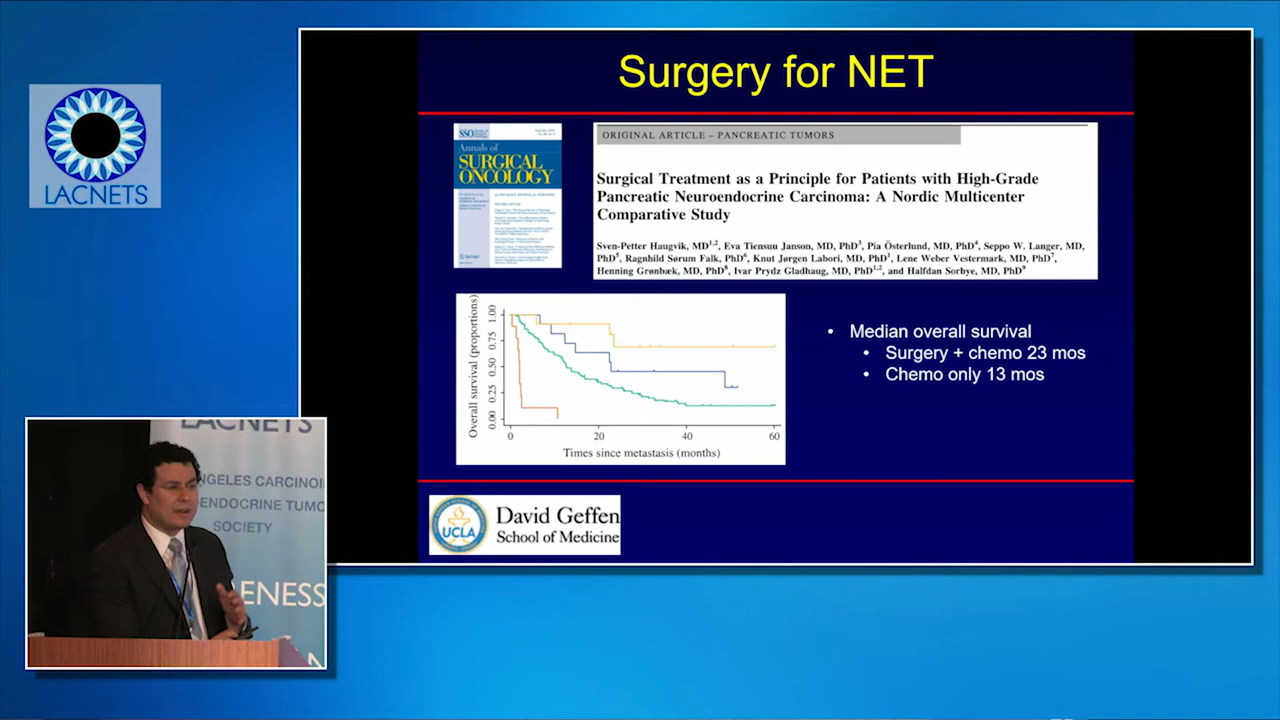 Surgery for NET
LACNETS
SSO
Annals of
SURGICAL
ONCOLOGY
Springer
ORIGINAL ARTICLE – PANCREATIC TUMORS
Surgical Treatment as a Principle for Patients with High-Grade
Pancreatic Neuroendocrine Carcinoma: A Nordic Multicenter
Comparative Study
Sven-Petter Haugvik, MD1,2, Eva Tiensuu Janson, MD, PhD3, Pia Österlund, MD, PhD4, Seppo W. Langer, MD,
PhD5, Ragnhild Sørum Falk, PhD6, Knut Jørgen Labori, MD, PhD1, Lene Weber Vestermark, MD, PhD7,
Henning Grønbæk, MD, PhD8, Ivar Prydz Gladhaug, MD, PhD1,2, and Halfdan Sorbye, MD, PhD9
Overall survival (proportions)
1.00
0.75
0.50
0.25
0.00
0 20 40 60
Times since metastasis (months)
• Median overall survival
• Surgery + chemo 23 mos
• Chemo only 13 mos
UCLA
David Geffen
School of Medicine
LACNETS
ANGELES CARCINOI
ENDOCRINE TUMO
SOCIETY
ENESS